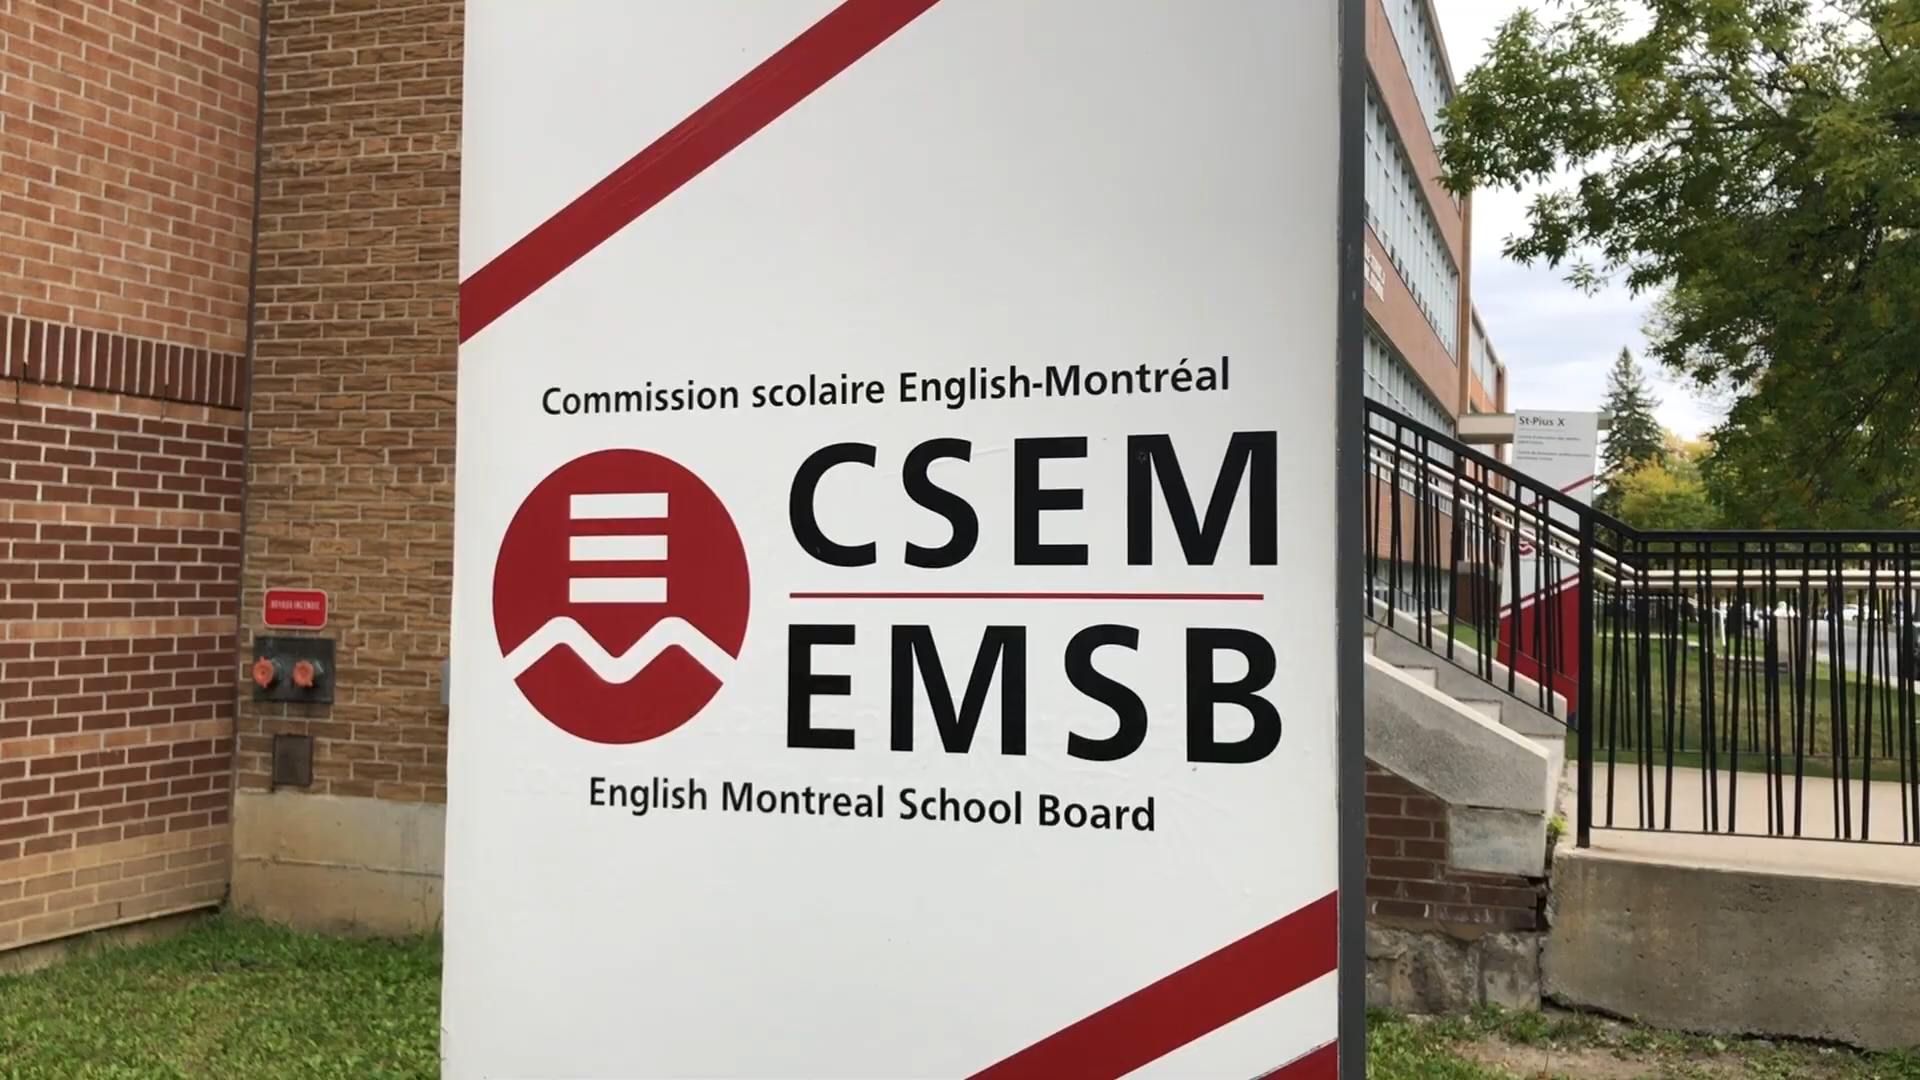 Commission scolaire English-Montréal
CSEM
EMSB
English Montreal School Board
St-Pius X